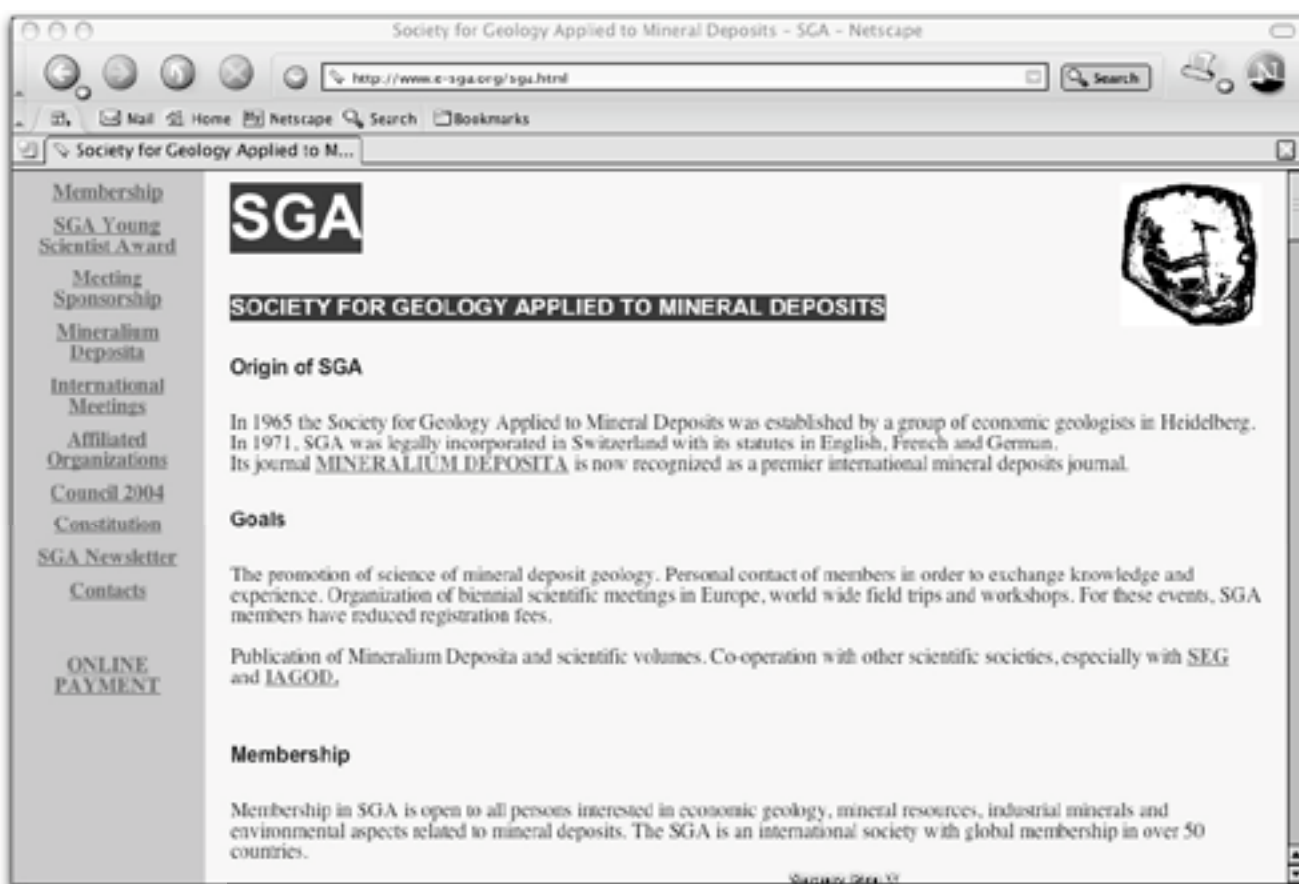 Society for Geology Applied to Mineral Deposits - SGA - Netscape
http://www.e-sga.org/sga.html
Search
Mail Home Netscape Search Bookmarks
Society for Geology Applied to M...
Membership
SGA Young
Scientist Award
Meeting
Sponsorship
Mineralium
Deposita
International
Meetings
Affiliated
Organizations
Council 2004
Constitution
SGA Newsletter
Contacts
ONLINE
PAYMENT
SGA
SOCIETY FOR GEOLOGY APPLIED TO MINERAL DEPOSITS
Origin of SGA
In 1965 the Society for Geology Applied to Mineral Deposits was established by a group of economic geologists in Heidelberg.
In 1971, SGA was legally incorporated in Switzerland with its statutes in English, French and German.
Its journal MINERALIUM DEPOSITA is now recognized as a premier international mineral deposits journal.
Goals
The promotion of science of mineral deposit geology. Personal contact of members in order to exchange knowledge and
experience. Organization of biennial scientific meetings in Europe, world wide field trips and workshops. For these events, SGA
members have reduced registration fees.
Publication of Mineralium Deposita and scientific volumes. Co-operation with other scientific societies, especially with SEG
and IAGOD.
Membership
Membership in SGA is open to all persons interested in economic geology, mineral resources, industrial minerals and
environmental aspects related to mineral deposits. The SGA is an international society with global membership in over 50
countries.